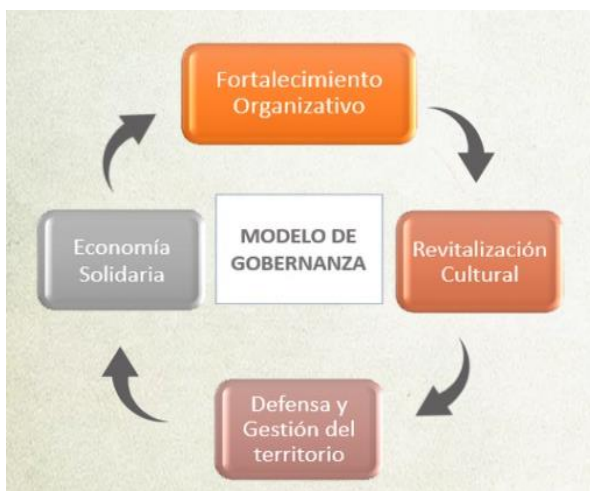 Fortalecimiento
Organizativo
Economía
Solidaria
MODELO DE
GOBERNANZA
Revitalización
Cultural
Defensa y
Gestión del
territorio